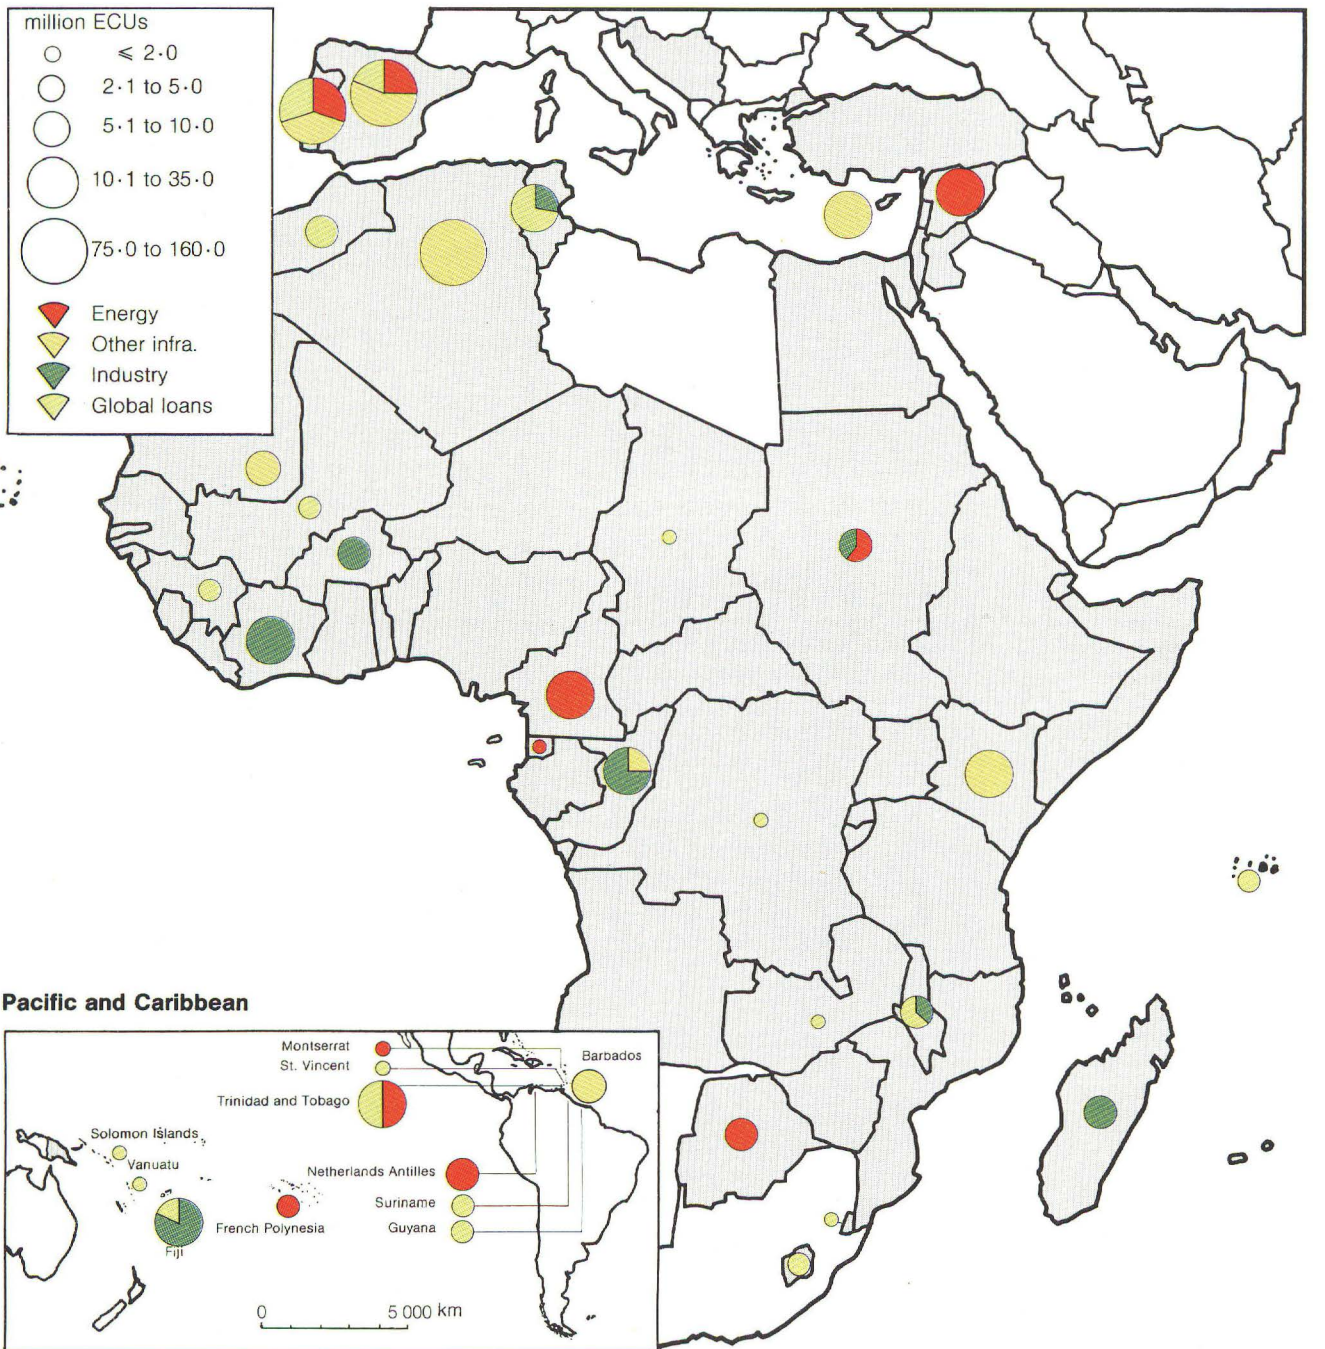 million ECUs
⩽ 2·0
2·1 to 5·0
5·1 to 10·0
10·1 to 35·0
75·0 to 160·0
Energy
Other infra.
Industry
Global loans
Pacific and Caribbean
Montserrat
St. Vincent
Barbados
Trinidad and Tobago
Solomon Islands
Vanuatu
Netherlands Antilles
Suriname
French Polynesia
Guyana
Fiji
0 5 000 km